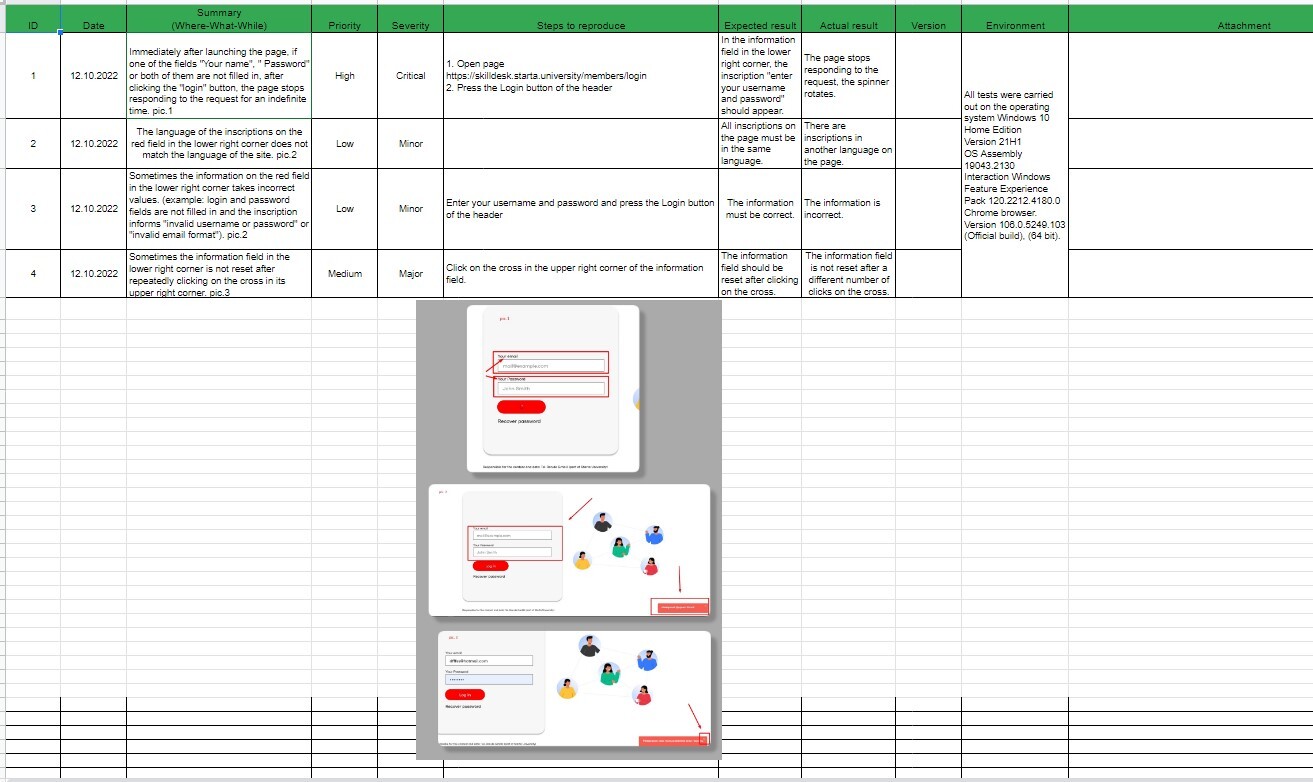 Summary
ID Date (Where-What-While) Priority Severity Steps to reproduce Expected result Actual result Version Environment Attachment
1
12.10.2022
Immediately after launching the page, if
one of the fields "Your name", " Password"
or both of them are not filled in, after
clicking the "login" button, the page stops
responding to the request for an indefinite
time. pic.1
High
Critical
1. Open page
https://skilldesk.starta.university/members/login
2. Press the Login button of the header
In the information
field in the lower
right corner, the
inscription "enter
your username
and password"
should appear.
The page stops
responding to the
request, the spinner
rotates.
All tests were carried
out on the operating
system Windows 10
Home Edition
Version 21H1
OS Assembly
19043.2130
Interaction Windows
Feature Experience
Pack 120.2212.4180.0
Chrome browser.
Version 106.0.5249.103
(Official build), (64 bit).
2
12.10.2022
The language of the inscriptions on the
red field in the lower right corner does not
match the language of the site. pic.2
Low
Minor
All inscriptions on
the page must be
in the same
language.
There are
inscriptions in
another language on
the page.
3
12.10.2022
Sometimes the information on the red field
in the lower right corner takes incorrect
values. (example: login and password
fields are not filled in and the inscription
informs "invalid username or password" or
"invalid email format"). pic.2
Low
Minor
Enter your username and password and press the Login button
of the header
The information
must be correct.
The information is
incorrect.
4
12.10.2022
Sometimes the information field in the
lower right corner is not reset after
repeatedly clicking on the cross in its
upper right corner. pic.3
Medium
Major
Click on the cross in the upper right corner of the information
field.
The information
field should be
reset after clicking
on the cross.
The information field
is not reset after a
different number of
clicks on the cross.
Your email
mail@example.com
Your Password
Recover password
Your email
Your Password
Log in
Recover password
Your email
Your Password
Log in
Recover password